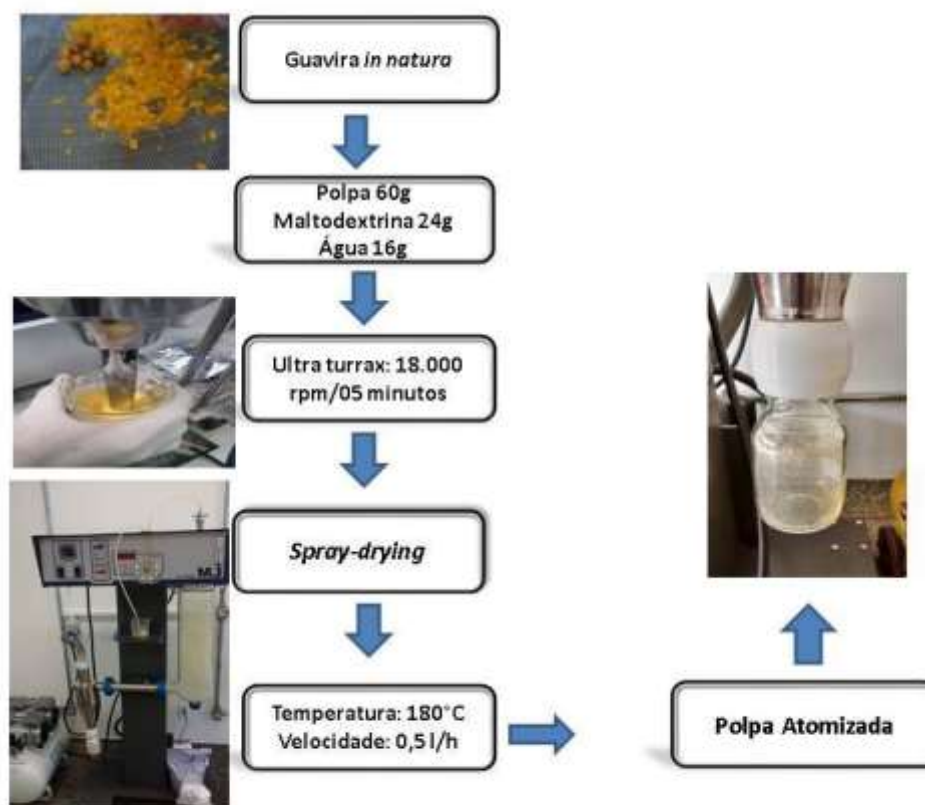 Guavira in natura
Polpa 60g
Maltodextrina 24g
Água 16g
Ultra turrax: 18.000
rpm/05 minutos
Spray-drying
Temperatura: 180°C
Velocidade: 0,5 l/h
Polpa Atomizada